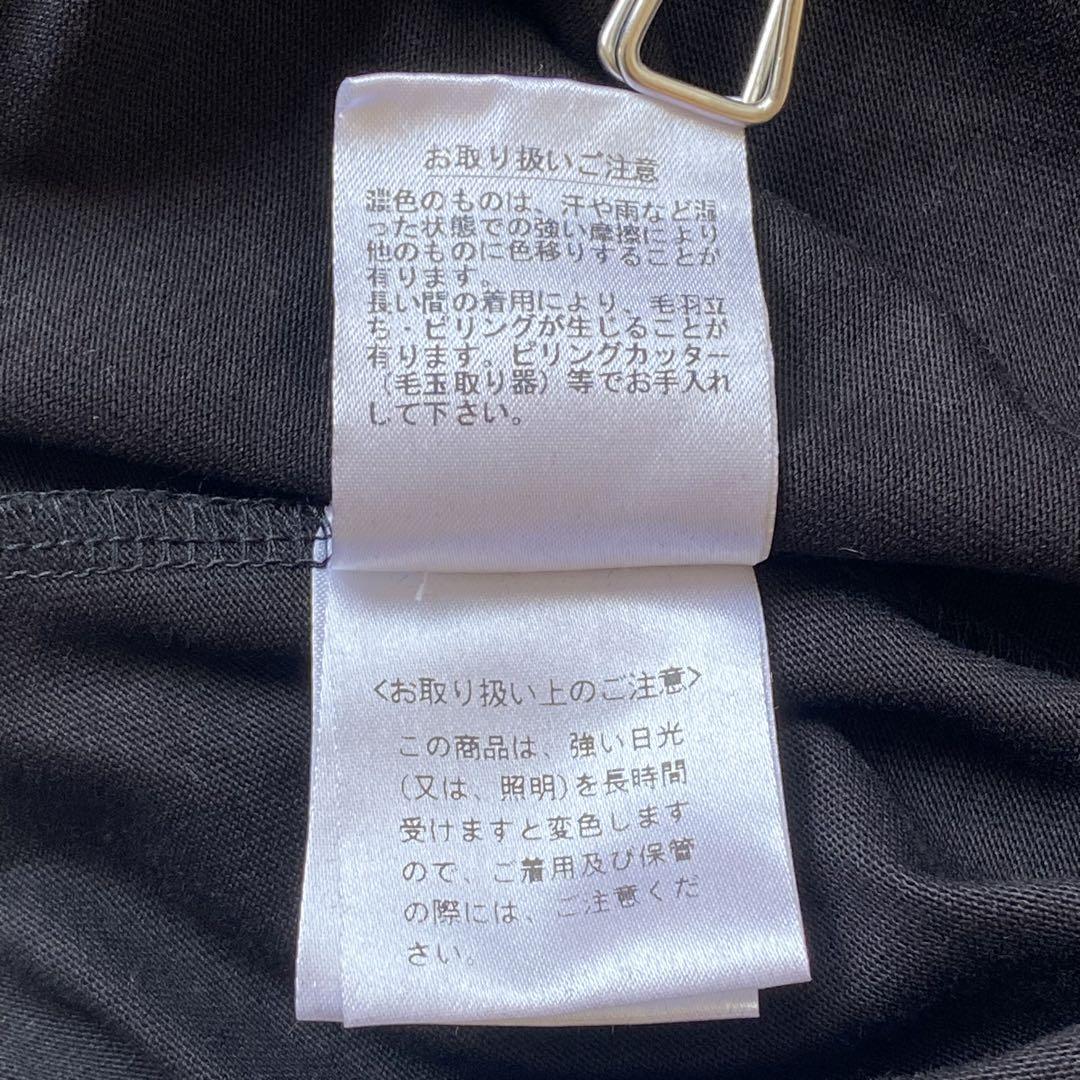 お取り扱いご注意
濃色のものは、汗や雨など湿
った状態での強い摩擦により
他のものに色移りすることが
有ります。
長い間の着用により、毛羽立
ち・ピリングが生じることが
有ります。ピリングカッター
（毛玉取り器）等でお手入れ
して下さい。
<お取り扱い上のご注意>
この商品は、強い日光
(又は、照明)を長時間
受けますと変色します
ので、ご着用及び保管
の際には、ご注意くだ
さい。